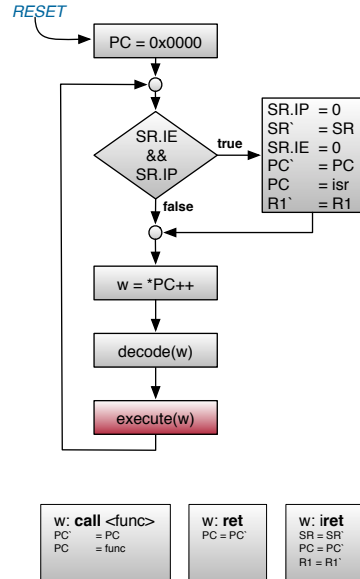 RESET
PC = 0x0000
SR.IE
&&
SR.IP
true
false
SR.IP = 0
SR` = SR
SR.IE = 0
PC` = PC
PC = isr
R1` = R1
w = *PC++
decode(w)
execute(w)
w: call <func>
PC` = PC
PC = func
w: ret
PC = PC`
w: iret
SR = SR`
PC = PC`
R1 = R1`